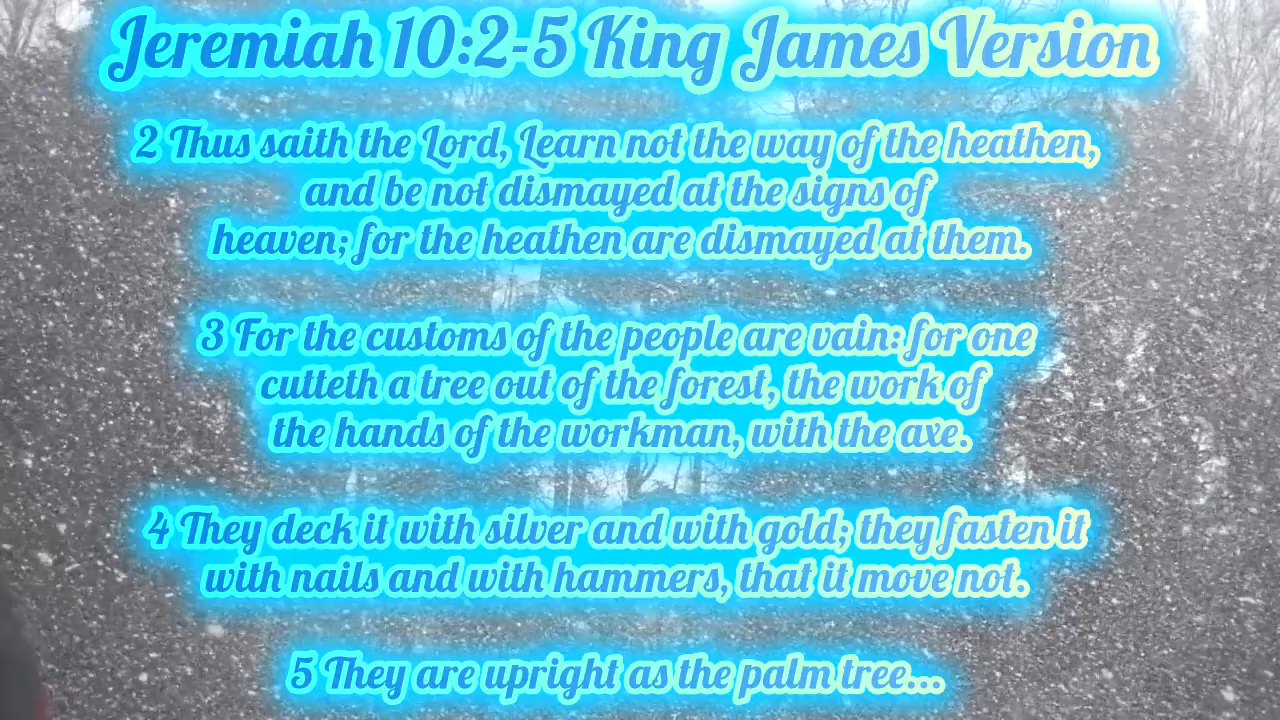 Jeremiah 10:2-5 King James Version
2 Thus saith the Lord, Learn not the way of the heathen,
and be not dismayed at the signs of
heaven; for the heathen are dismayed at them.
3 For the customs of the people are vain: for one
cutteth a tree out of the forest, the work of
the hands of the workman, with the axe.
4 They deck it with silver and with gold; they fasten it
with nails and with hammers, that it move not.
5 They are upright as the palm tree...